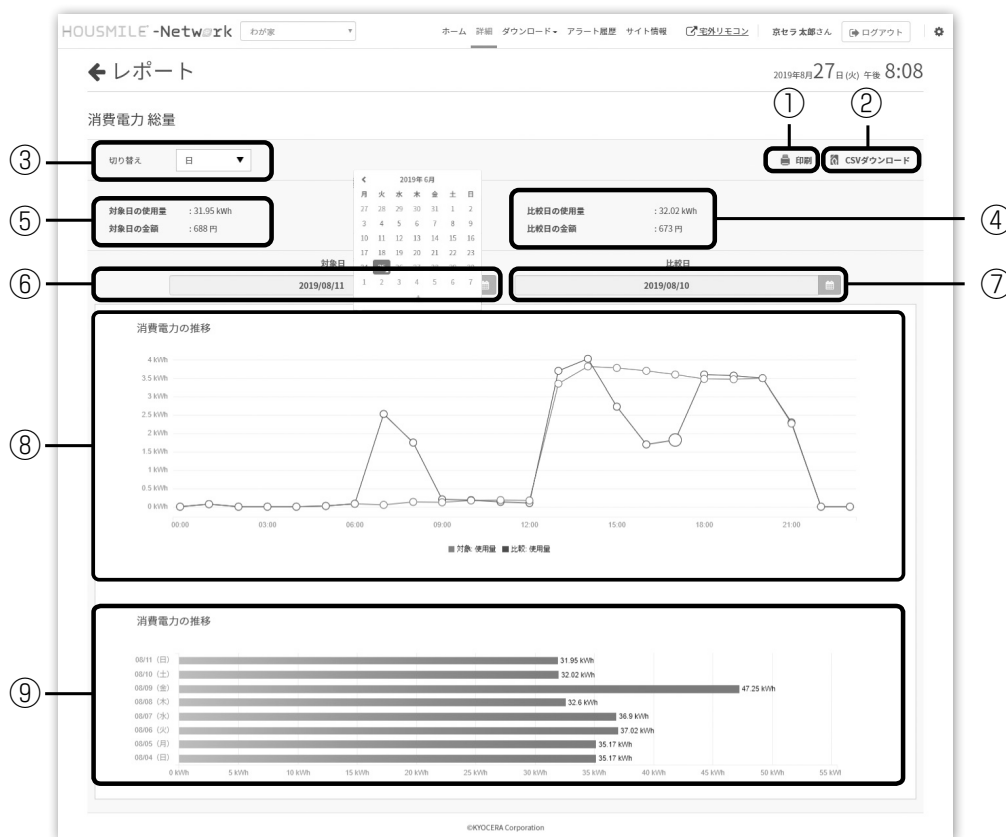 HOUSMILE -Network わが家 ▼ ホーム 詳細 ダウンロード アラート履歴 サイト情報 宅外リモコン 京セラ太郎さん ログアウト
レポート
2019年8月27日(火) 午後 8:08
① ②
消費電力 総量
③ 切り替え 日 ▼ 印刷 CSVダウンロード
⑤ 対象日の使用量 : 31.95 kWh
対象日の金額 : 688 円
2019年 6月
月 火 水 木 金 土 日
27 28 29 30 31 1 2
3 4 5 6 7 8 9
10 11 12 13 14 15 16
17 18 19 20 21 22 23
1 2 3 4 5 6 7
比較日の使用量 : 32.02 kWh ④
比較日の金額 : 673 円
対象日 比較日
⑥ 2019/08/11 2019/08/10 ⑦
消費電力の推移
4 kWh
3.5 kWh
3 kWh
2.5 kWh
⑧ 2 kWh
1.5 kWh
1 kWh
0.5 kWh
0 kWh
00:00 03:00 06:00 09:00 12:00 15:00 18:00 21:00
対象: 使用量 比較: 使用量
消費電力の推移
08/11 (日) 31.95 kWh
08/10 (土) 32.02 kWh
⑨ 08/09 (金) 47.25 kWh
08/08 (木) 32.6 kWh
08/07 (水) 36.9 kWh
08/06 (火) 37.02 kWh
08/05 (月) 35.17 kWh
08/04 (日) 35.17 kWh
0 kWh 5 kWh 10 kWh 15 kWh 20 kWh 25 kWh 30 kWh 35 kWh 40 kWh 45 kWh 50 kWh 55 kWl
©KYOCERA Corporation